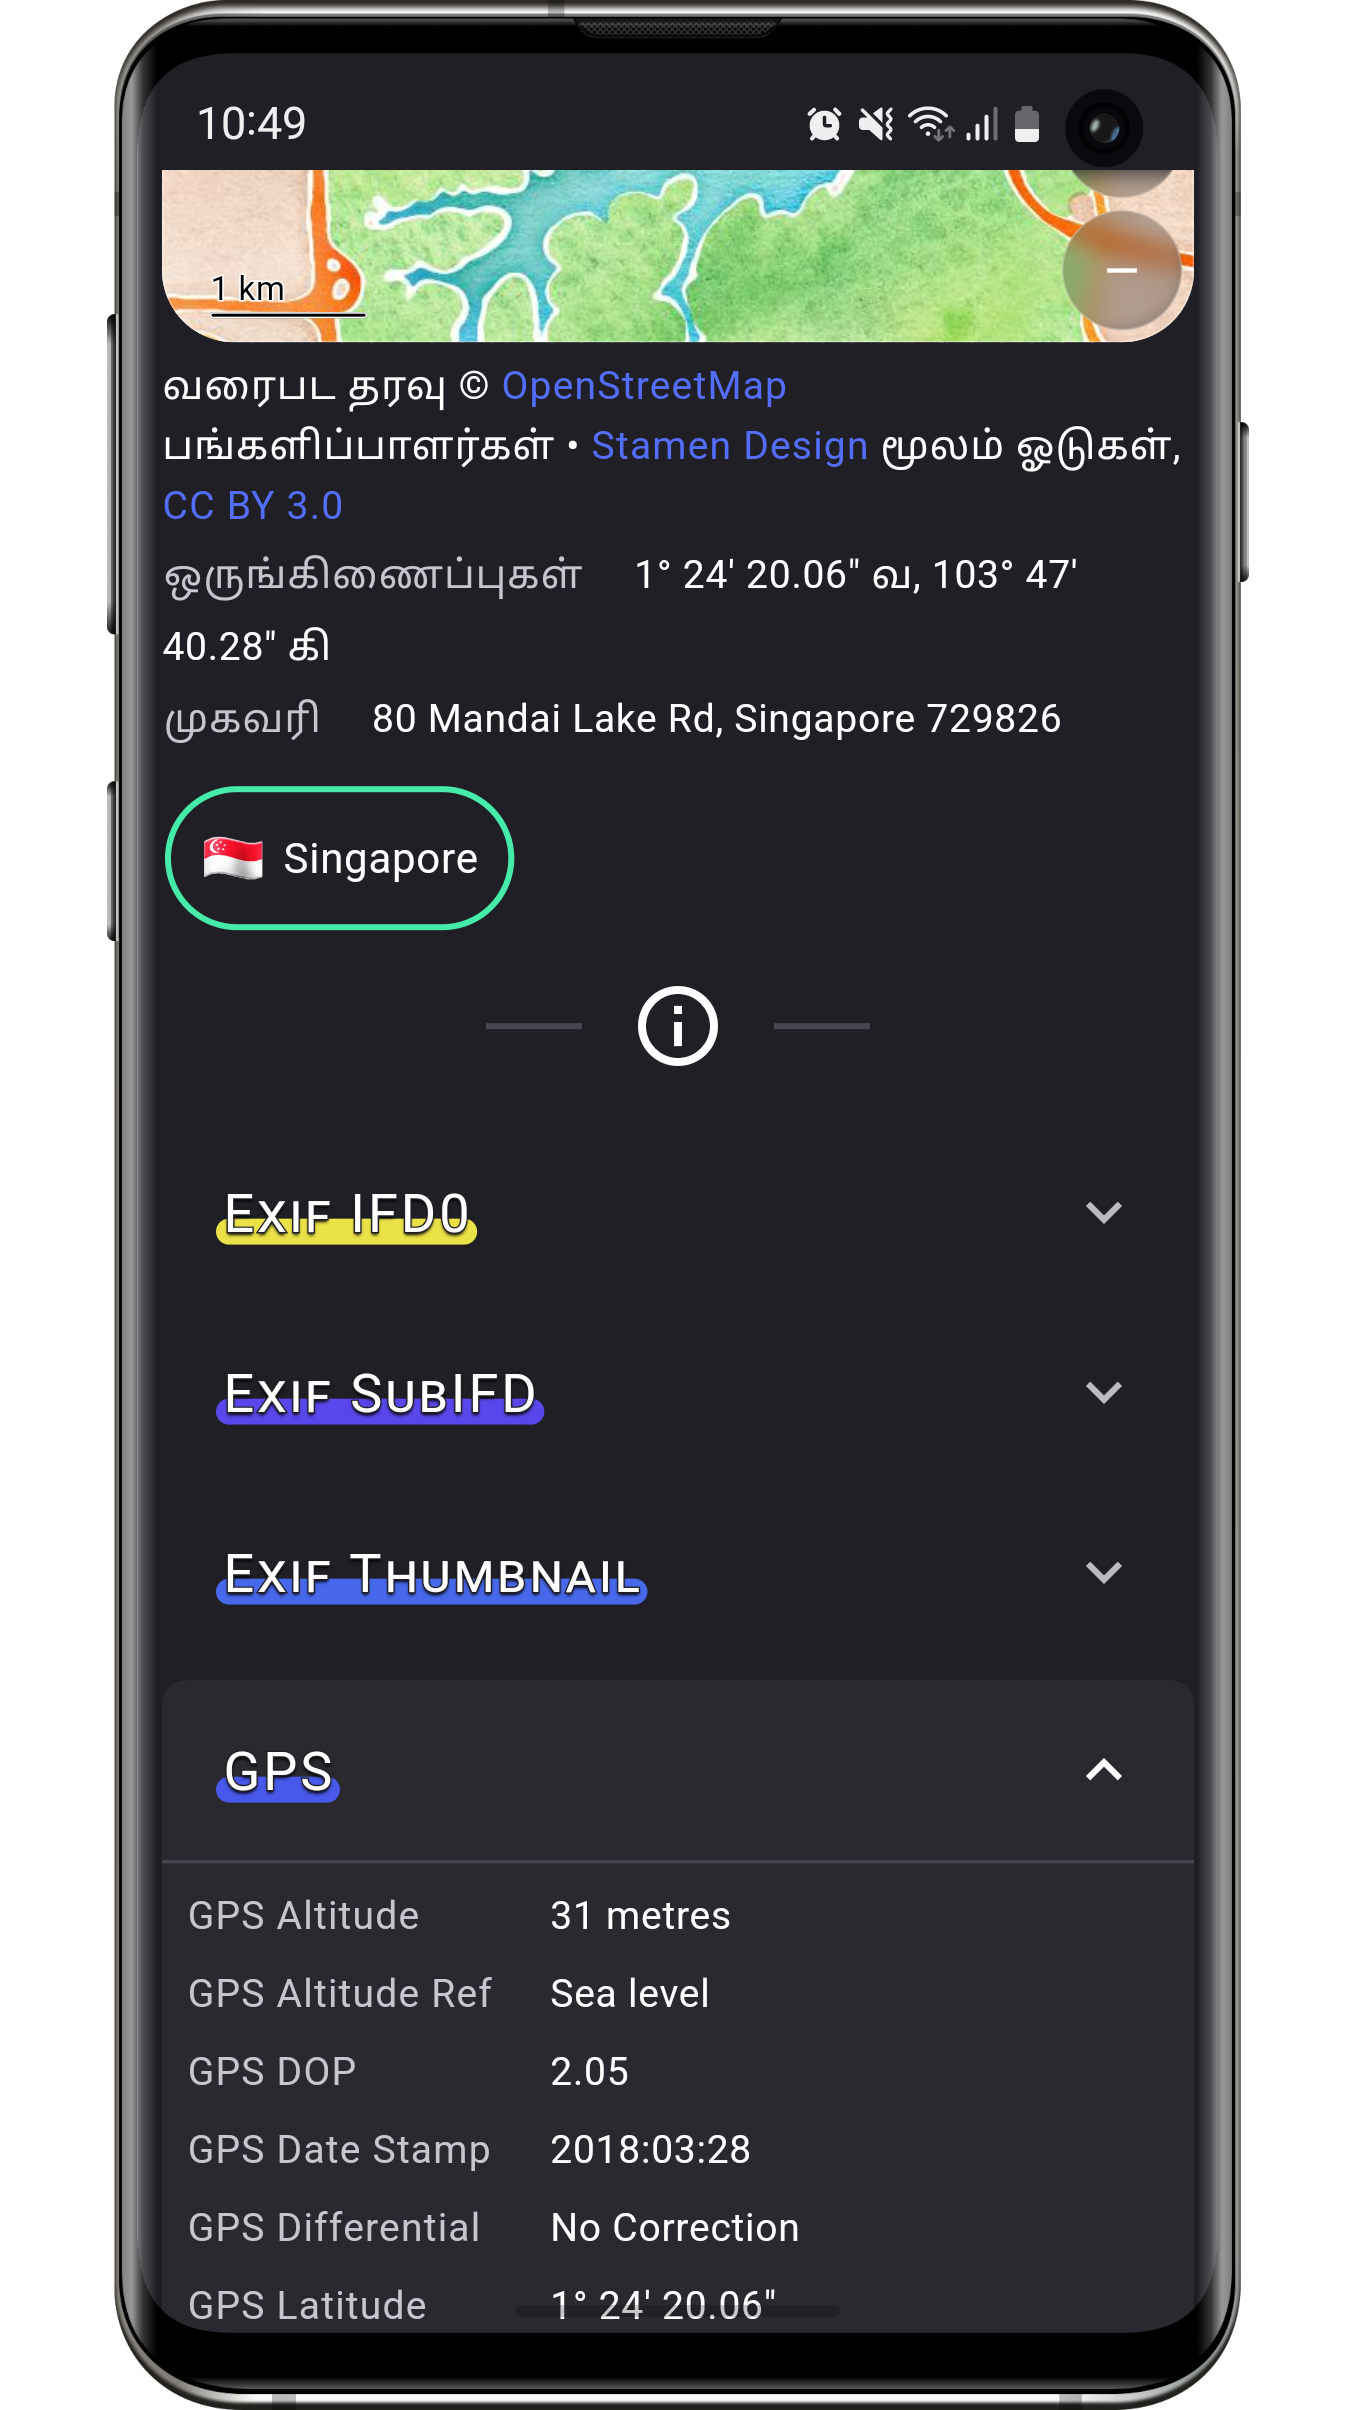 10:49
1 km
வரைபட தரவு © OpenStreetMap
பங்களிப்பாளர்கள் • Stamen Design மூலம் ஓடுகள்,
CC BY 3.0
ஒருங்கிணைப்புகள் 1° 24' 20.06" வ, 103° 47'
40.28" கி
முகவரி 80 Mandai Lake Rd, Singapore 729826
Singapore
Exif IFD0
Exif SubIFD
Exif Thumbnail
GPS
GPS Altitude 31 metres
GPS Altitude Ref Sea level
GPS DOP 2.05
GPS Date Stamp 2018:03:28
GPS Differential No Correction
GPS Latitude 1° 24' 20.06"